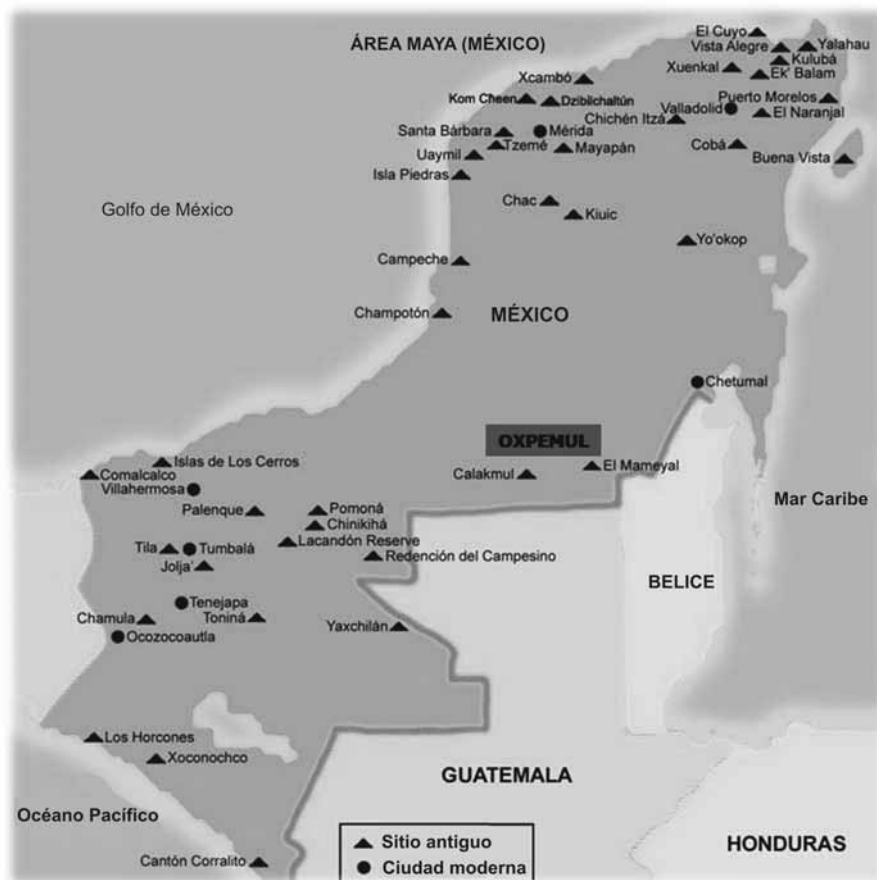 ÁREA MAYA (MÉXICO)
El Cuyo
Vista Alegre
Yalahau
Kulubá
Xuenkal
Ek' Balam
Xcambó
Kom Cheen
Dzibilchaltún
Puerto Morelos
Valladolid
El Naranjal
Chichén Itzá
Santa Bárbara
Mérida
Tzemé
Mayapán
Cobá
Uaymil
Buena Vista
Isla Piedras
Golfo de México
Chac
Kiuic
Yo'okop
Campeche
Champotón
MÉXICO
Chetumal
OXPEMUL
Islas de Los Cerros
El Mameyal
Comalcalco
Calakmul
Villahermosa
Mar Caribe
Palenque
Pomoná
Chinikihá
Lacandón Reserve
Tila
Tumbalá
Redención del Campesino
Jolja'
BELICE
Tenejapa
Chamula
Toniná
Yaxchilán
Ocozocoautla
Los Horcones
Xoconochco
GUATEMALA
Océano Pacífico
Sitio antiguo
HONDURAS
Cantón Corralito
Ciudad moderna